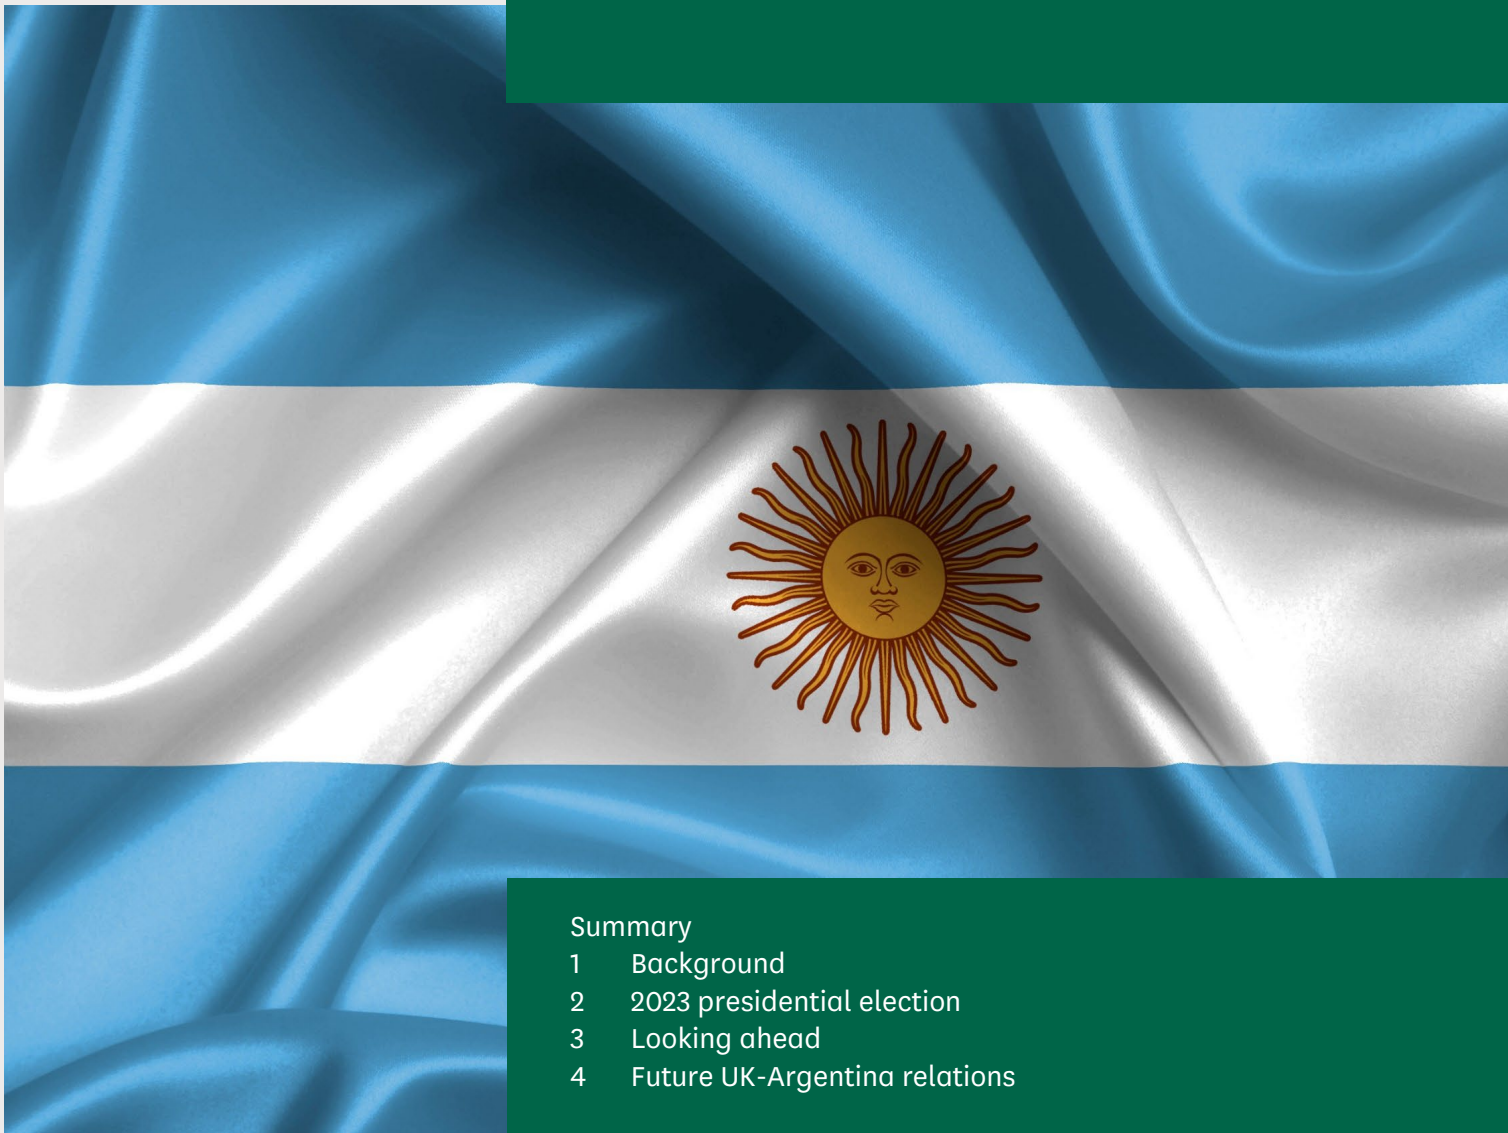 Summary
1 Background
2 2023 presidential election
3 Looking ahead
4 Future UK-Argentina relations